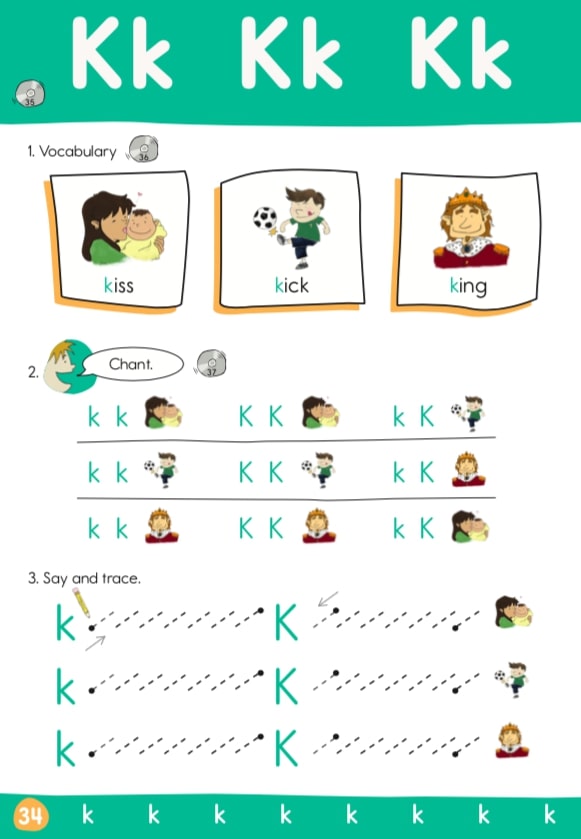 Kk Kk Kk
35
1. Vocabulary 36
kiss kick king
2. Chant. 37
k k K K k K
k k K K k K
k k K K k K
3. Say and trace.
k K
k K
k K
34 k k k k k k k k